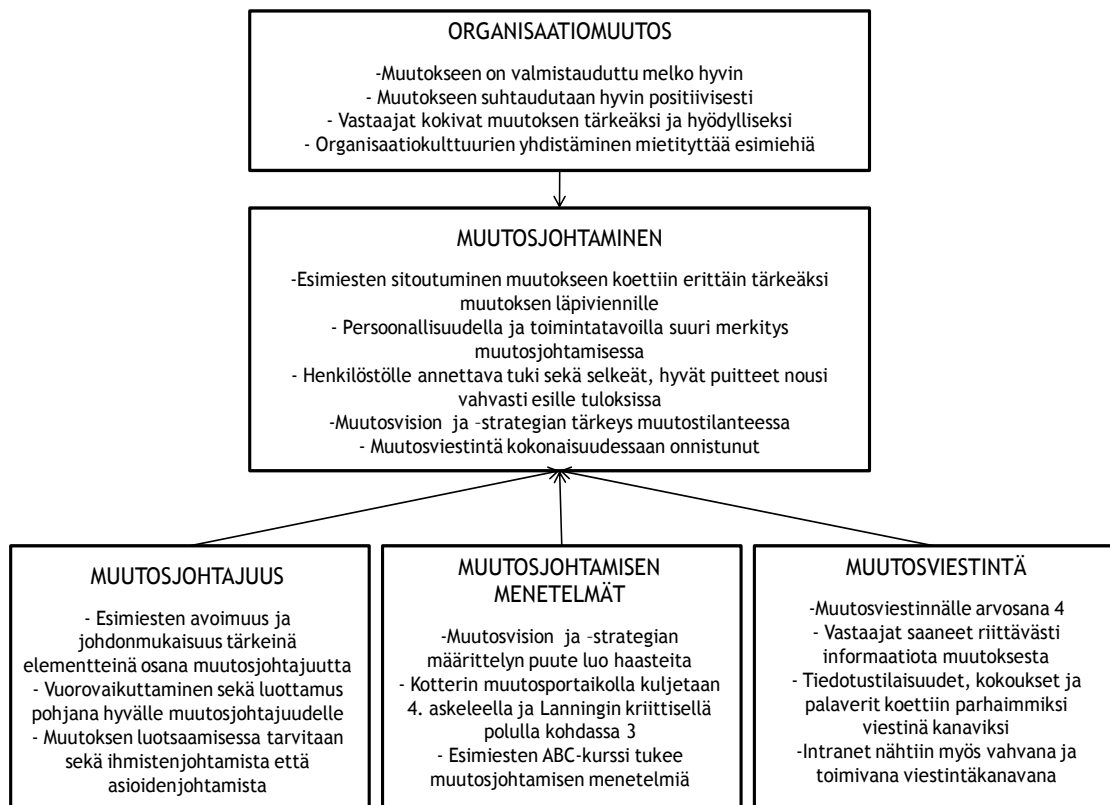 ORGANISAATIOMUUTOS
-Muutokseen on valmistauduttu melko hyvin
- Muutokseen suhtaudutaan hyvin positiivisesti
- Vastaajat kokivat muutoksen tärkeäksi ja hyödylliseksi
- Organisaatiokulttuurien yhdistäminen mietityttää esimiehiä
MUUTOSJOHTAMINEN
-Esimiesten sitoutuminen muutokseen koettiin erittäin tärkeäksi
muutoksen läpiviennille
- Persoonallisuudella ja toimintatavoilla suuri merkitys
muutosjohtamisessa
- Henkilöstölle annettava tuki sekä selkeät, hyvät puitteet nousi
vahvasti esille tuloksissa
-Muutosvision ja -strategian tärkeys muutostilanteessa
- Muutosviestintä kokonaisuudessaan onnistunut
MUUTOSJOHTAJUUS
- Esimiesten avoimuus ja
johdonmukaisuus tärkeinä
elementteinä osana muutosjohtajuutta
- Vuorovaikuttaminen sekä luottamus
pohjana hyvälle muutosjohtajuudelle
- Muutoksen luotsaamisessa tarvitaan
sekä ihmistenjohtamista että
asioidenjohtamista
MUUTOSJOHTAMISEN
MENETELMÄT
-Muutosvision ja -strategian
määrittelyn puute luo haasteita
- Kotterin muutosportaikolla kuljetaan
4. askeleella ja Lanningin kriittisellä
polulla kohdassa 3
- Esimiesten ABC-kurssi tukee
muutosjohtamisen menetelmiä
MUUTOSVIESTINTÄ
-Muutosviestinnälle arvosana 4
- Vastaajat saaneet riittävästi
informaatiota muutoksesta
- Tiedotustilaisuudet, kokoukset ja
palaverit koettiin parhaimmiksi
viestinä kanaviksi
-Intranet nähtiin myös vahvana ja
toimivana viestintäkanavana